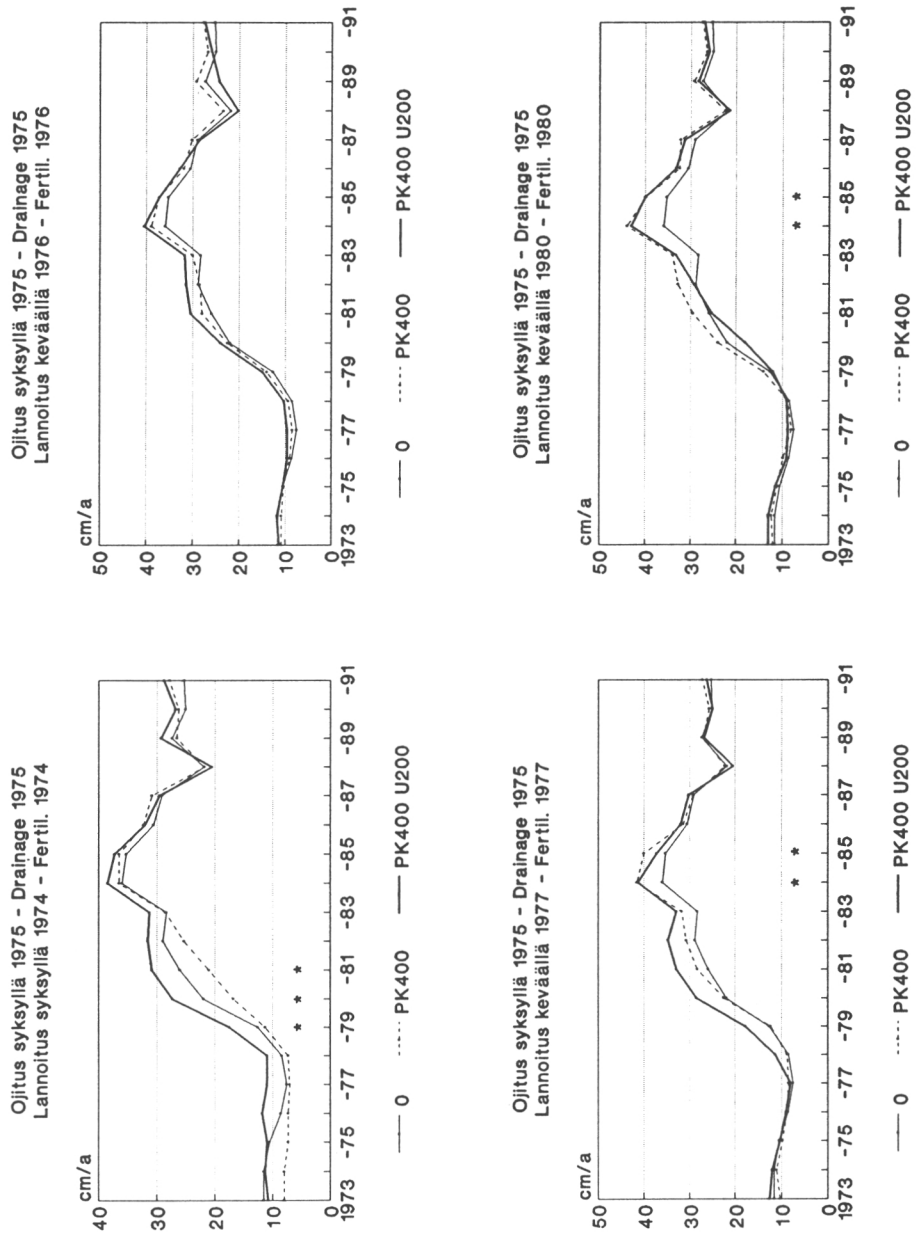 Ojitus syksyllä 1975 - Drainage 1975
Lannoitus syksyllä 1974 - Fertil. 1974
cm/a
50
40
30
20
10
0
1973 -75 -77 -79 -81 -83 -85 -87 -89 -91
* * *
0 PK400 PK400 U200
Ojitus syksyllä 1975 - Drainage 1975
Lannoitus keväällä 1976 - Fertil. 1976
cm/a
50
40
30
20
10
0
1973 -75 -77 -79 -81 -83 -85 -87 -89 -91
0 PK400 PK400 U200
Ojitus syksyllä 1975 - Drainage 1975
Lannoitus keväällä 1977 - Fertil. 1977
cm/a
50
40
30
20
10
0
1973 -75 -77 -79 -81 -83 -85 -87 -89 -91
* *
0 PK400 PK400 U200
Ojitus syksyllä 1975 - Drainage 1975
Lannoitus keväällä 1980 - Fertil. 1980
cm/a
50
40
30
20
10
0
1973 -75 -77 -79 -81 -83 -85 -87 -89 -91
* *
0 PK400 PK400 U200